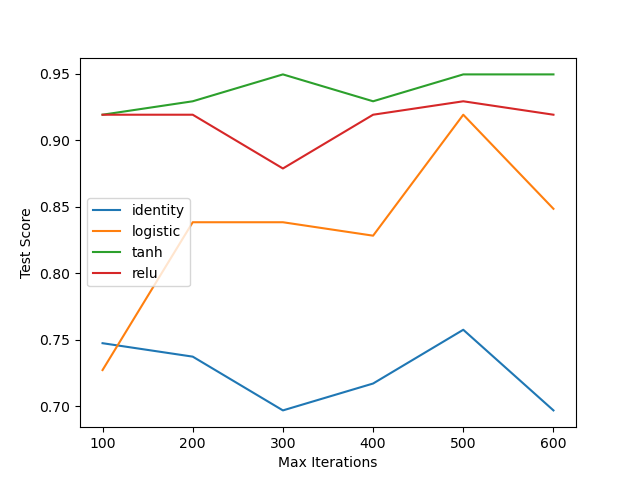 0.95
0.90
0.85
0.80
0.75
0.70
Test Score
identity
logistic
tanh
relu
100 200 300 400 500 600
Max Iterations